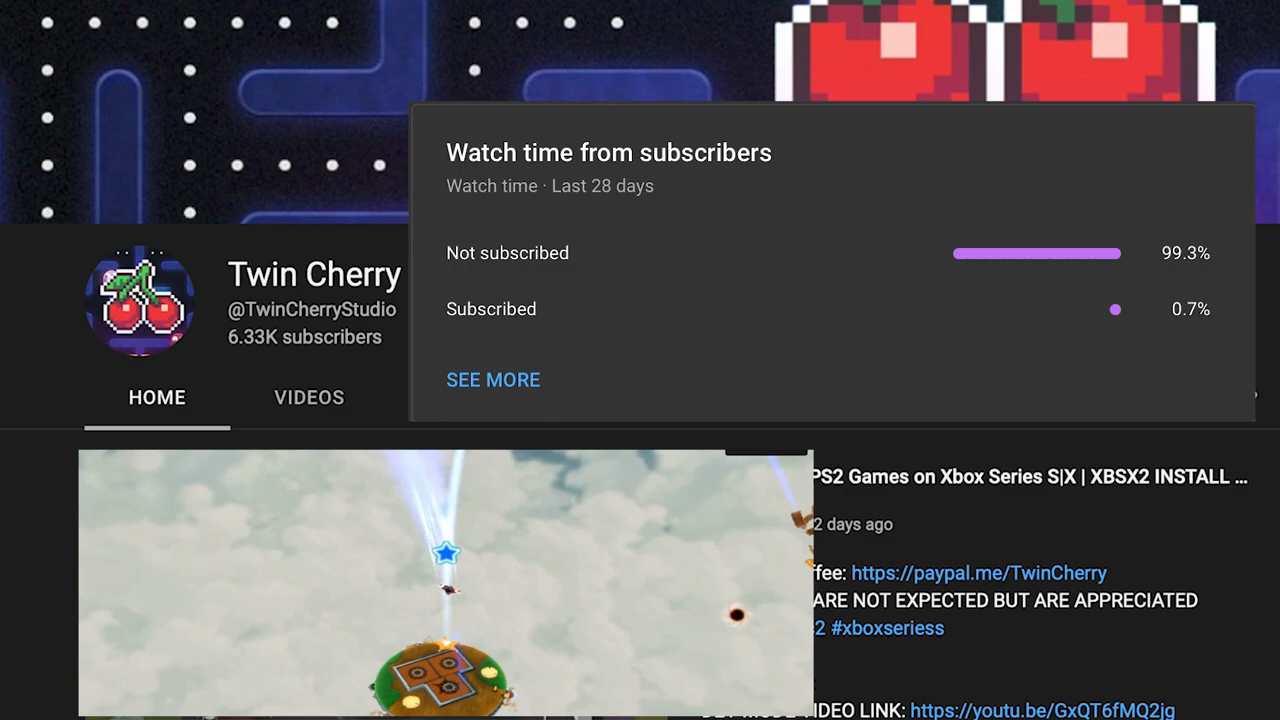 Watch time from subscribers
Watch time · Last 28 days
Not subscribed 99.3%
Subscribed 0.7%
SEE MORE
Twin Cherry
@TwinCherryStudio
6.33K subscribers
HOME VIDEOS
PS2 Games on Xbox Series S|X | XBSX2 INSTALL ...
2 days ago
ffee: https://paypal.me/TwinCherry
ARE NOT EXPECTED BUT ARE APPRECIATED
2 #xboxseriess
VIDEO LINK: https://youtu.be/GxQT6fMQ2jg